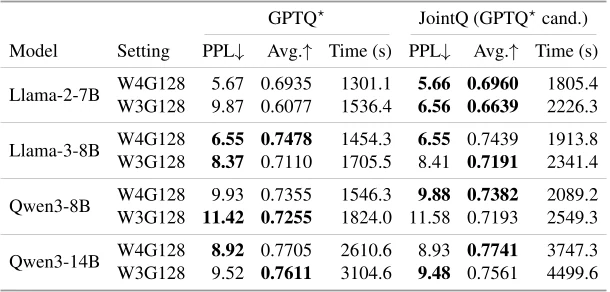 GPTQ⋆ JointQ (GPTQ⋆ cand.)
Model Setting PPL↓ Avg.↑ Time (s) PPL↓ Avg.↑ Time (s)
Llama-2-7B W4G128 5.67 0.6935 1301.1 5.66 0.6960 1805.4
W3G128 9.87 0.6077 1536.4 6.56 0.6639 2226.3
Llama-3-8B W4G128 6.55 0.7478 1454.3 6.55 0.7439 1913.8
W3G128 8.37 0.7110 1705.5 8.41 0.7191 2341.4
Qwen3-8B W4G128 9.93 0.7355 1546.3 9.88 0.7382 2089.2
W3G128 11.42 0.7255 1824.0 11.58 0.7193 2549.3
Qwen3-14B W4G128 8.92 0.7705 2610.6 8.93 0.7741 3747.3
W3G128 9.52 0.7611 3104.6 9.48 0.7561 4499.6